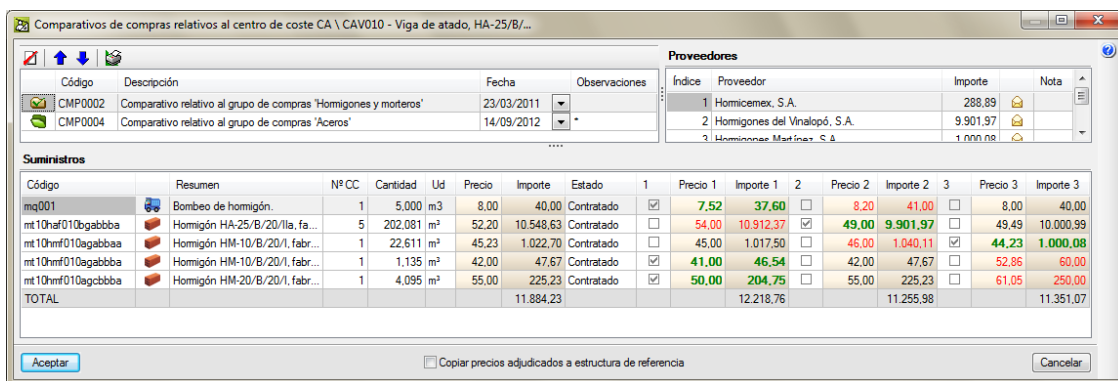 Comparativos de compras relativos al centro de coste CA \ CAV010 - Viga de atado, HA-25/B/...
Proveedores
Código Descripción Fecha Observaciones
CMP0002 Comparativo relativo al grupo de compras 'Hormigones y morteros' 23/03/2011
CMP0004 Comparativo relativo al grupo de compras 'Aceros' 14/09/2012 *
Índice Proveedor Importe Nota
1 Hormicemex, S.A. 288,89
2 Hormigones del Vinalopó, S.A. 9.901,97
3 Hormigones Martínez, S.A. 1.000,08
Suministros
Código Resumen Nº CC Cantidad Ud Precio Importe Estado 1 Precio 1 Importe 1 2 Precio 2 Importe 2 3 Precio 3 Importe 3
mq001 Bombeo de hormigón. 1 5,000 m3 8,00 40,00 Contratado 7,52 37,60 8,20 41,00 8,00 40,00
mt10haf010bgabbba Hormigón HA-25/B/20/IIa, fa... 5 202,081 m³ 52,20 10.548,63 Contratado 54,00 10.912,37 49,00 9.901,97 49,49 10.000,99
mt10hmf010agabbba Hormigón HM-10/B/20/I, fabr... 1 22,611 m³ 45,23 1.022,70 Contratado 45,00 1.017,50 46,00 1.040,11 44,23 1.000,08
mt10hmf010agbbba Hormigón HM-10/B/20/I, fabr... 1 1,135 m³ 42,00 47,67 Contratado 41,00 46,54 42,00 47,67 52,86 60,00
mt10hmf010agcbbba Hormigón HM-20/B/20/I, fabr... 1 4,095 m³ 55,00 225,23 Contratado 50,00 204,75 55,00 225,23 61,05 250,00
TOTAL 11.884,23 12.218,76 11.255,98 11.351,07
Aceptar Copiar precios adjudicados a estructura de referencia Cancelar